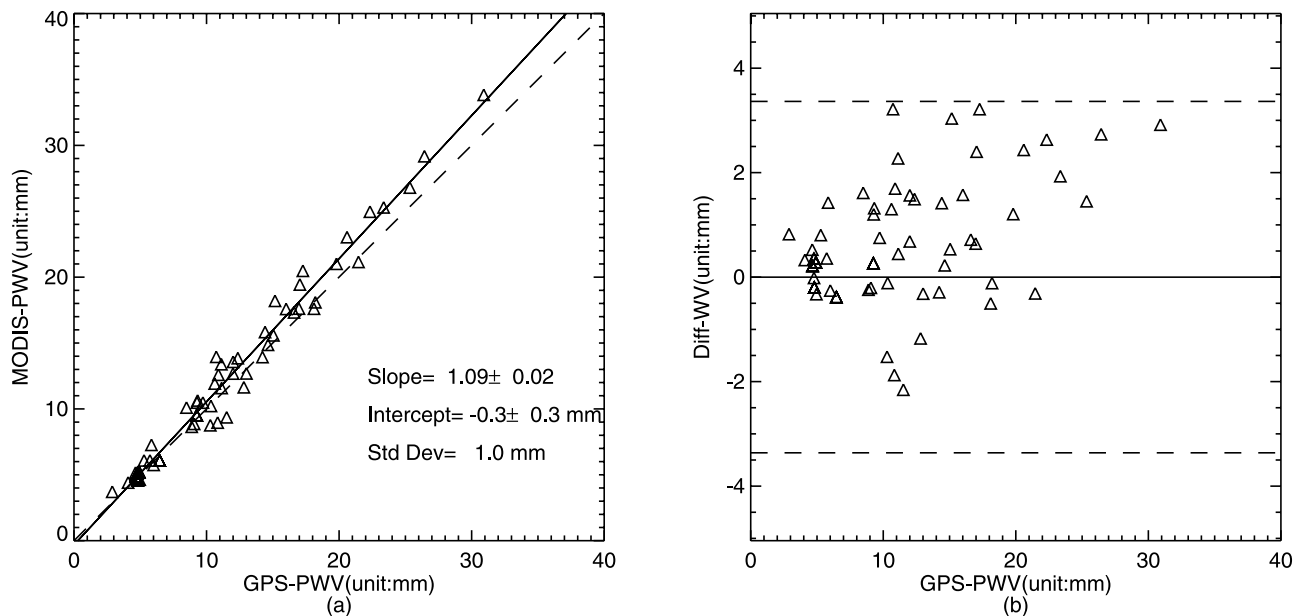 40
30
20
10
0
MODIS-PWV(unit:mm)
Slope= 1.09± 0.02
Intercept= -0.3± 0.3 mm
Std Dev= 1.0 mm
0 10 20 30 40
GPS-PWV(unit:mm)
(a)
4
2
0
-2
-4
Diff-WV(unit:mm)
0 10 20 30 40
GPS-PWV(unit:mm)
(b)